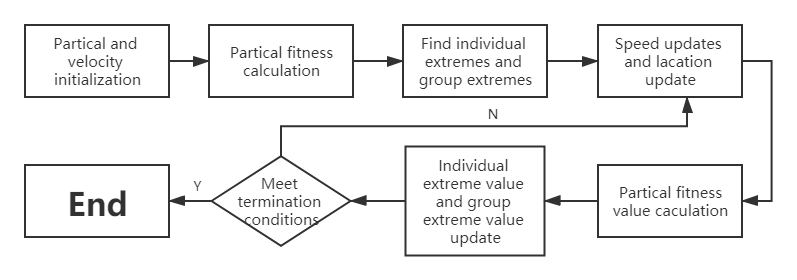 Partical and
velocity
initialization
Partical fitness
calculation
Find individual
extremes and
group extremes
Speed updates
and lacation
update
N
End
Y
Meet
termination
conditions
Individual
extreme value
and group
extreme value
update
Partical fitness
value caculation